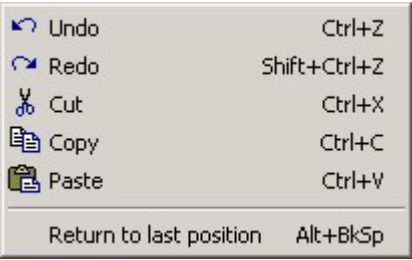 Undo Ctrl+Z
Redo Shift+Ctrl+Z
Cut Ctrl+X
Copy Ctrl+C
Paste Ctrl+V
Return to last position Alt+BkSp